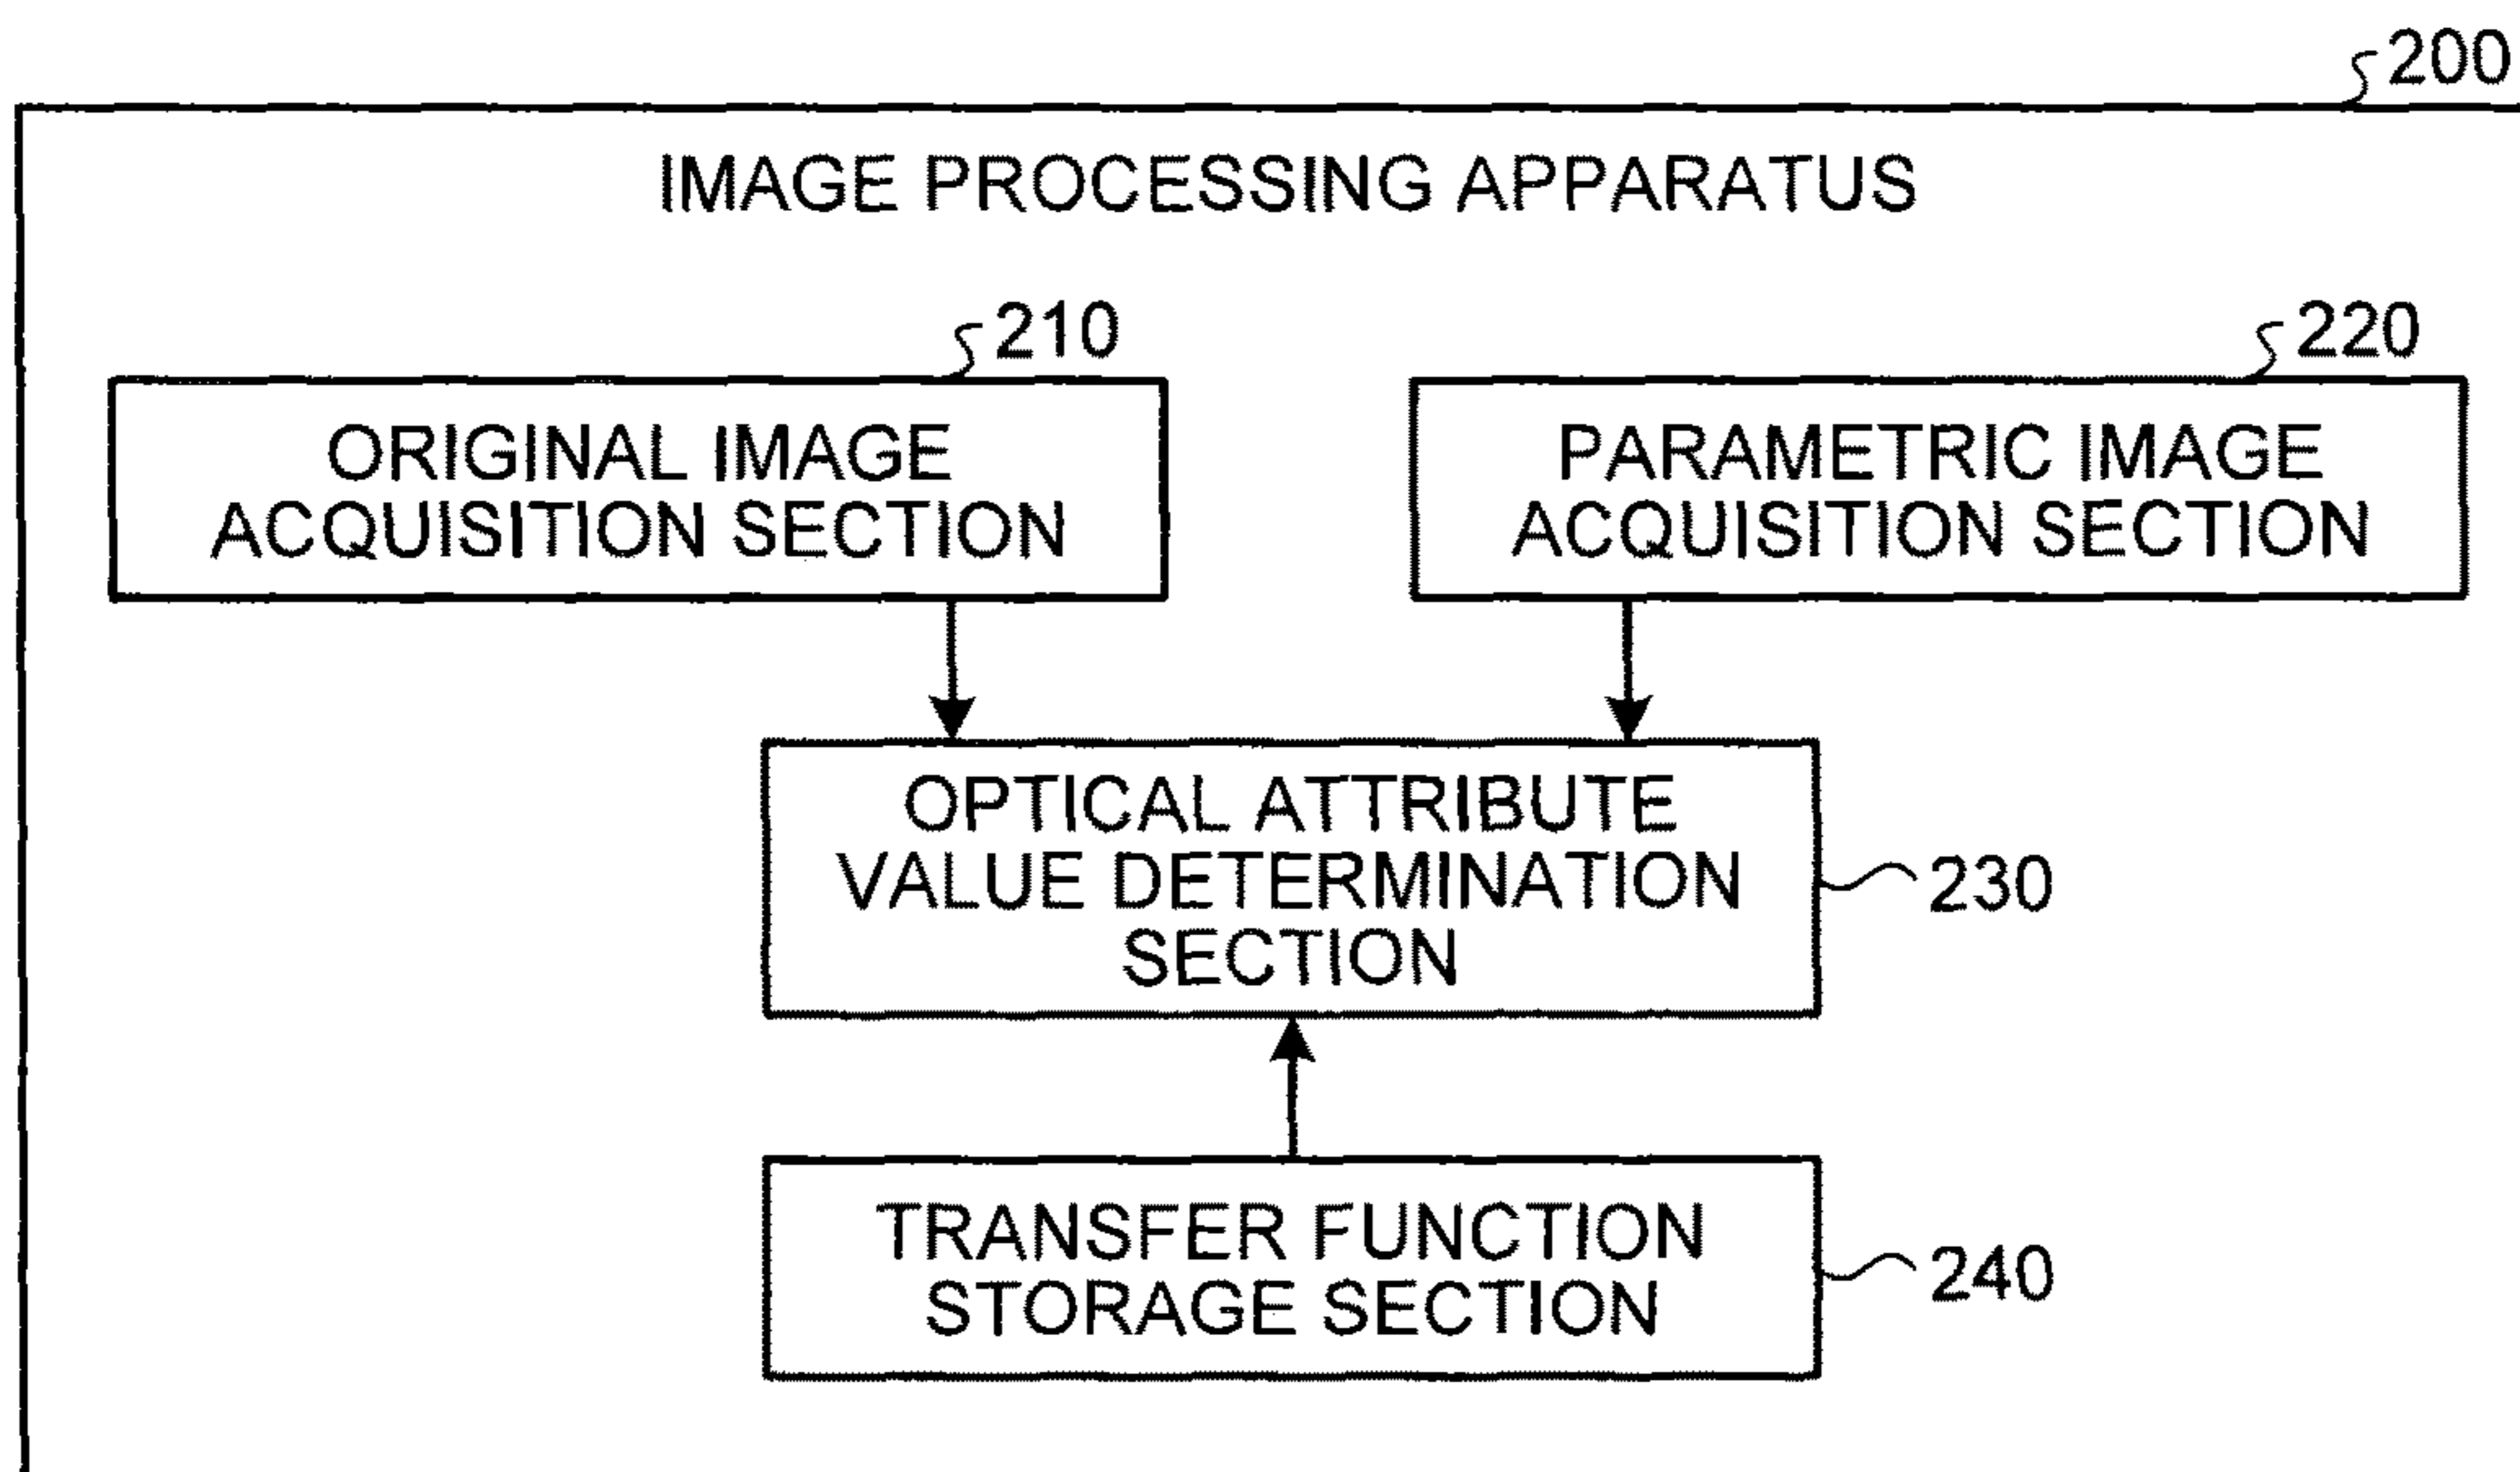 200
IMAGE PROCESSING APPARATUS
210
ORIGINAL IMAGE
ACQUISITION SECTION
220
PARAMETRIC IMAGE
ACQUISITION SECTION
OPTICAL ATTRIBUTE
VALUE DETERMINATION
SECTION
230
TRANSFER FUNCTION
STORAGE SECTION
240